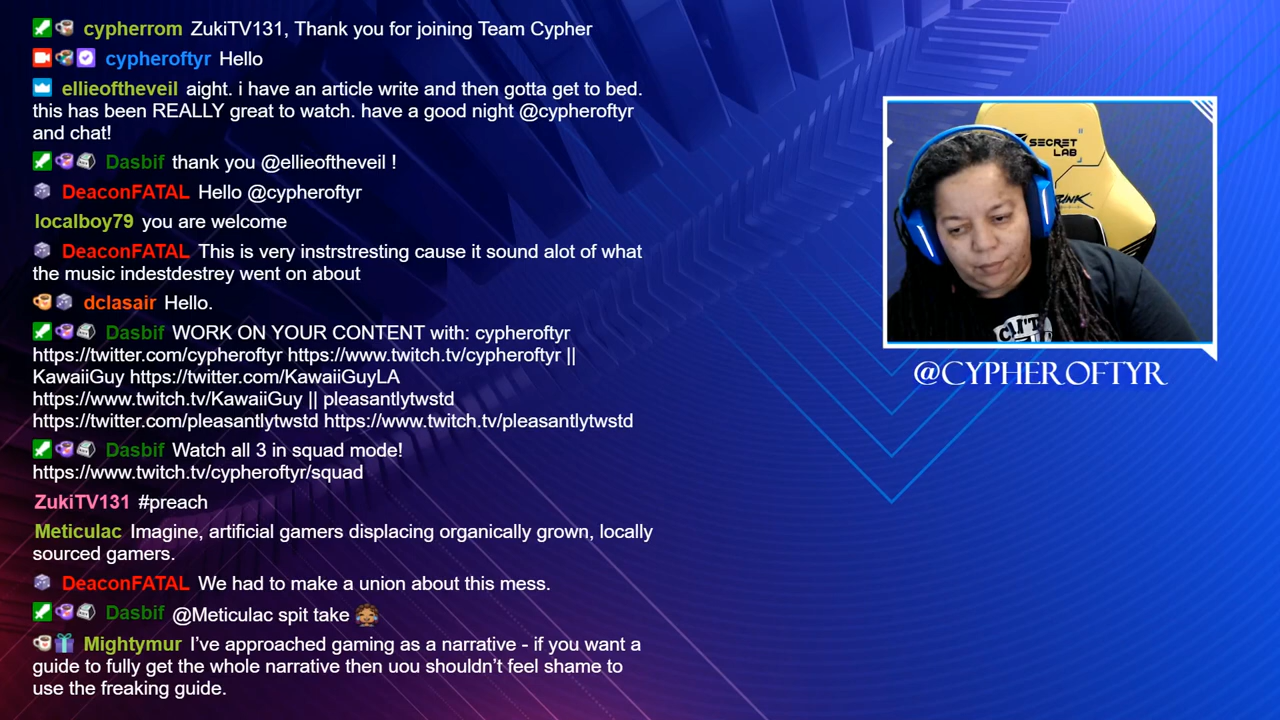 cypherrom ZukiTV131, Thank you for joining Team Cypher
cypheroftyr Hello
ellieoftheveil aight. i have an article write and then gotta get to bed.
this has been REALLY great to watch. have a good night @cypheroftyr
and chat!
Dasbif thank you @ellieoftheveil !
DeaconFATAL Hello @cypheroftyr
localboy79 you are welcome
DeaconFATAL This is very instrstresting cause it sound alot of what
the music indestdestrey went on about
dclasair Hello.
Dasbif WORK ON YOUR CONTENT with: cypheroftyr
https://twitter.com/cypheroftyr https://www.twitch.tv/cypheroftyr ||
KawaiiGuy https://twitter.com/KawaiiGuyLA
https://www.twitch.tv/KawaiiGuy || pleasantlytwstd
https://twitter.com/pleasantlytwstd https://www.twitch.tv/pleasantlytwstd
Dasbif Watch all 3 in squad mode!
https://www.twitch.tv/cypheroftyr/squad
ZukiTV131 #preach
Meticulac Imagine, artificial gamers displacing organically grown, locally
sourced gamers.
DeaconFATAL We had to make a union about this mess.
Dasbif @Meticulac spit take
Mightymur I've approached gaming as a narrative - if you want a
guide to fully get the whole narrative then uou shouldn't feel shame to
use the freaking guide.
SECRET
LAB
@CYPHEROFTYR